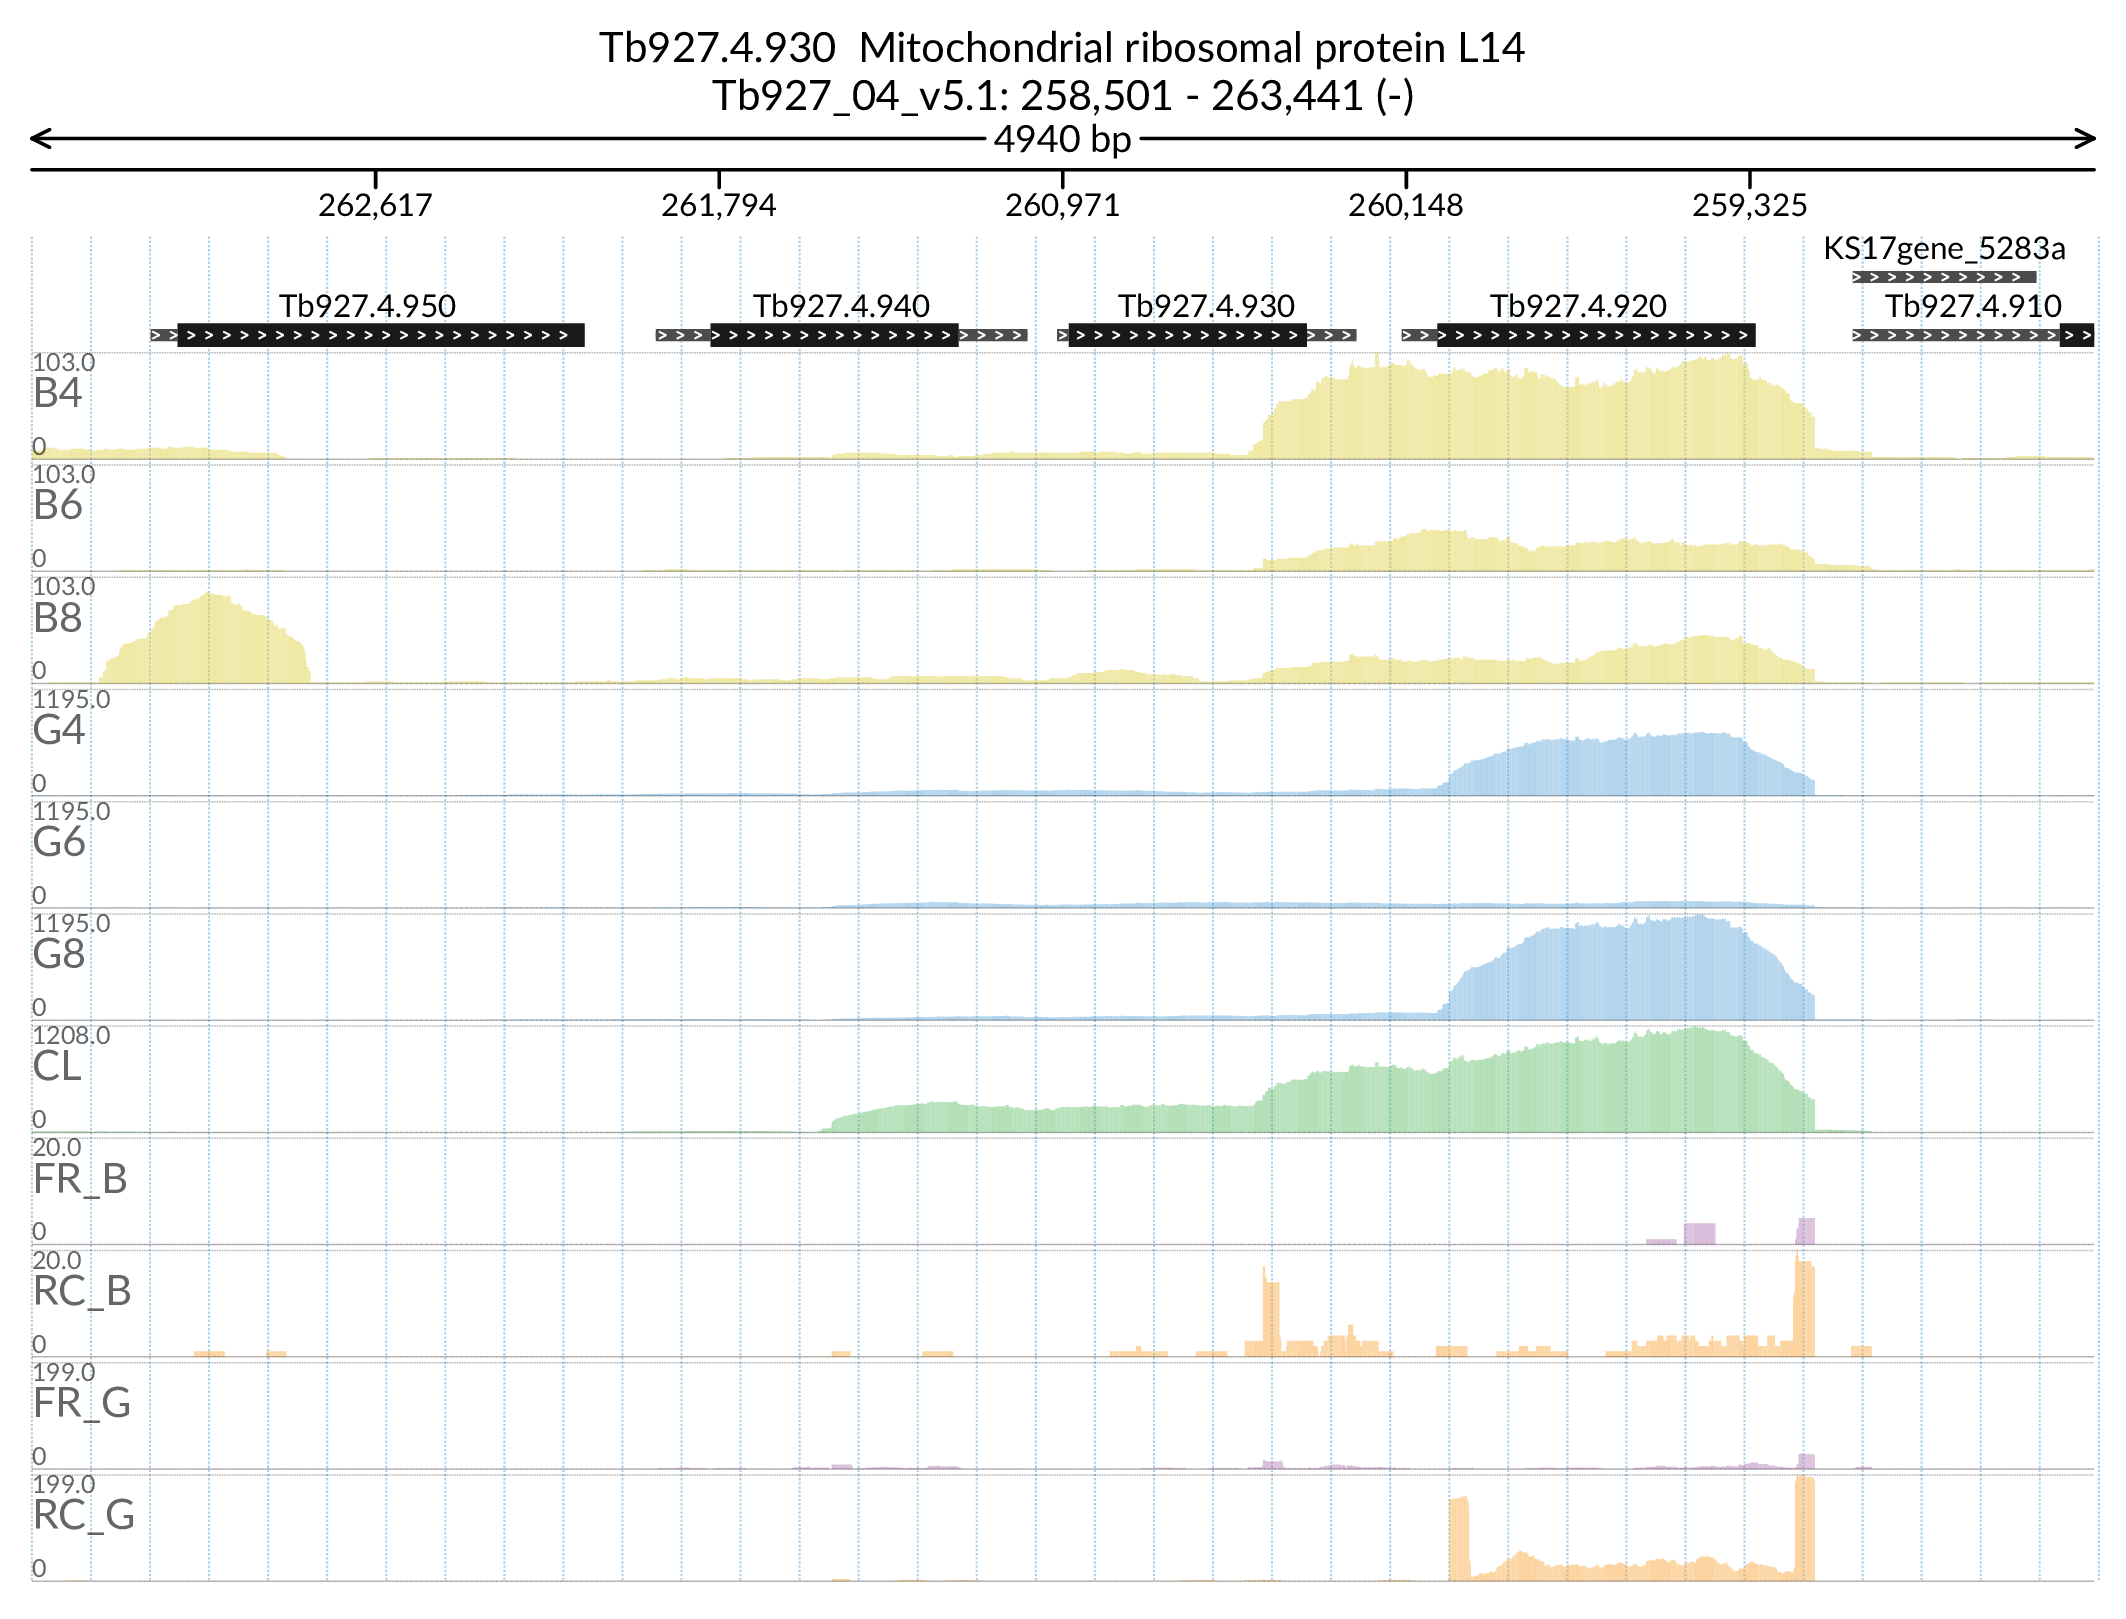 Tb927.4.930 Mitochondrial ribosomal protein L14
Tb927_04_v5.1: 258,501 - 263,441 (-)
4940 bp
262,617 261,794 260,971 260,148 259,325
KS17gene_5283a
Tb927.4.950 Tb927.4.940 Tb927.4.930 Tb927.4.920 Tb927.4.910
103.0
B4
0
103.0
B6
0
103.0
B8
0
1195.0
G4
0
1195.0
G6
0
1195.0
G8
0
1208.0
CL
0
20.0
FR_B
0
20.0
RC_B
0
199.0
FR_G
0
199.0
RC_G
0